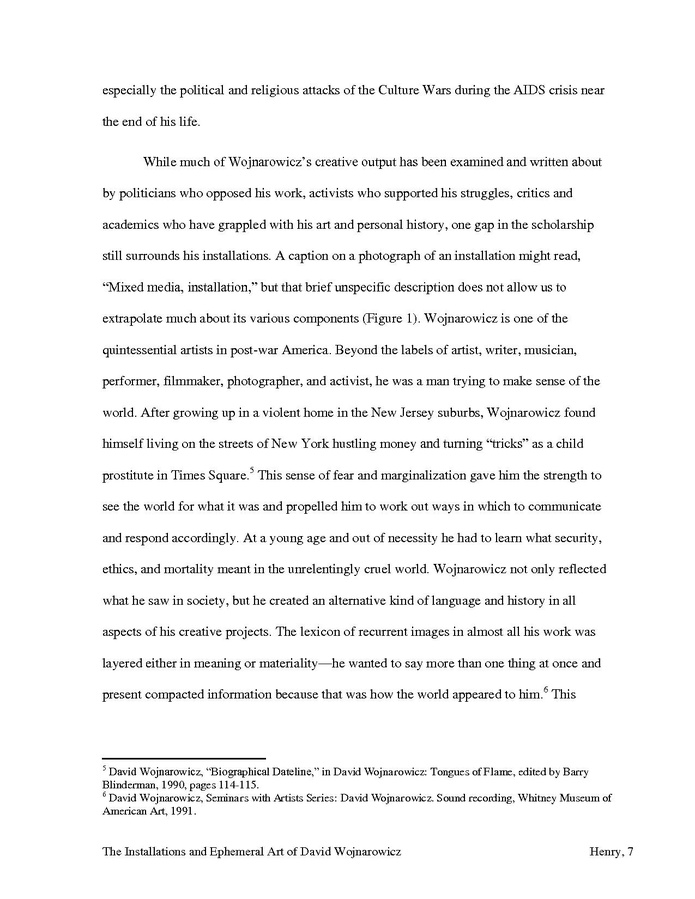 especially the political and religious attacks of the Culture Wars during the AIDS crisis near
the end of his life.
While much of Wojnarowicz’s creative output has been examined and written about
by politicians who opposed his work, activists who supported his struggles, critics and
academics who have grappled with his art and personal history, one gap in the scholarship
still surrounds his installations. A caption on a photograph of an installation might read,
“Mixed media, installation,” but that brief unspecific description does not allow us to
extrapolate much about its various components (Figure 1). Wojnarowicz is one of the
quintessential artists in post-war America. Beyond the labels of artist, writer, musician,
performer, filmmaker, photographer, and activist, he was a man trying to make sense of the
world. After growing up in a violent home in the New Jersey suburbs, Wojnarowicz found
himself living on the streets of New York hustling money and turning “tricks” as a child
prostitute in Times Square.5 This sense of fear and marginalization gave him the strength to
see the world for what it was and propelled him to work out ways in which to communicate
and respond accordingly. At a young age and out of necessity he had to learn what security,
ethics, and mortality meant in the unrelentingly cruel world. Wojnarowicz not only reflected
what he saw in society, but he created an alternative kind of language and history in all
aspects of his creative projects. The lexicon of recurrent images in almost all his work was
layered either in meaning or materiality—he wanted to say more than one thing at once and
present compacted information because that was how the world appeared to him.6 This
5 David Wojnarowicz, “Biographical Dateline,” in David Wojnarowicz: Tongues of Flame, edited by Barry
Blinderman, 1990, pages 114-115.
6 David Wojnarowicz, Seminars with Artists Series: David Wojnarowicz. Sound recording, Whitney Museum of
American Art, 1991.
The Installations and Ephemeral Art of David Wojnarowicz Henry, 7